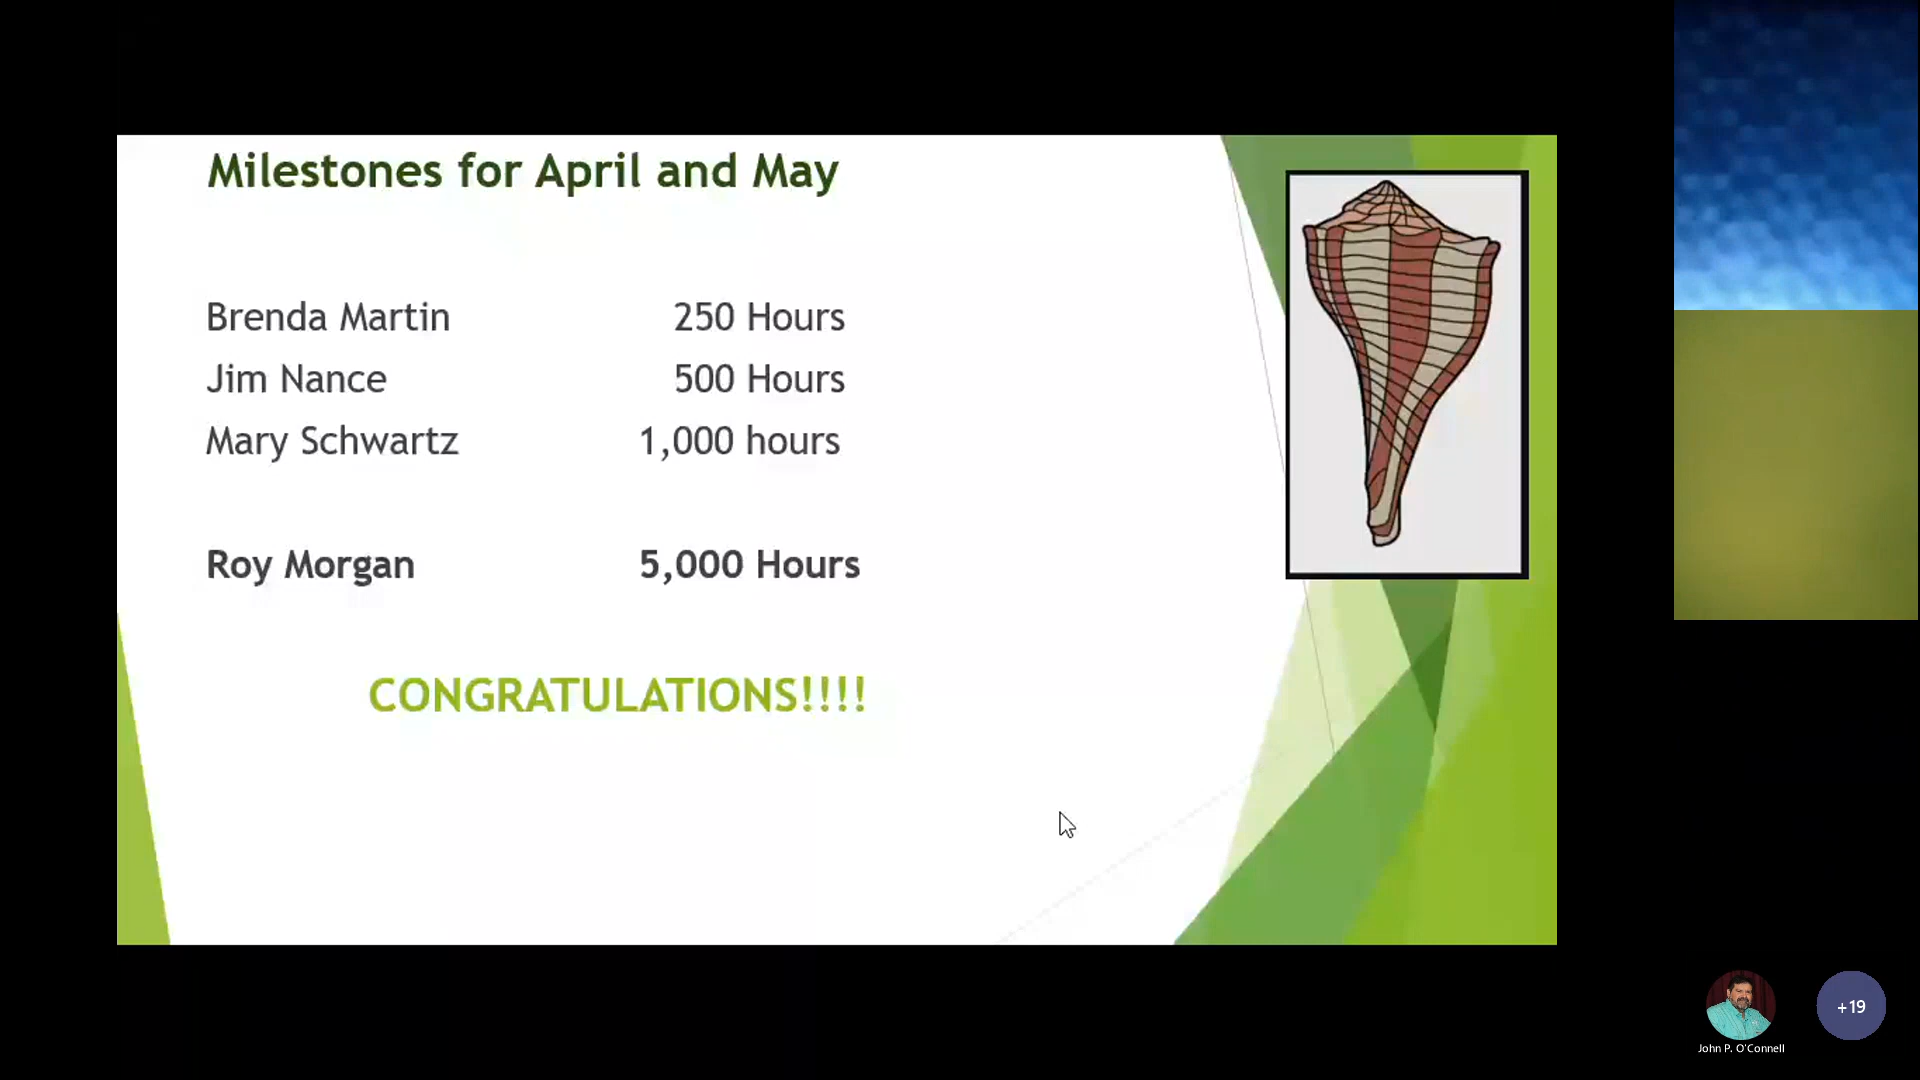 Milestones for April and May
Brenda Martin 250 Hours
Jim Nance 500 Hours
Mary Schwartz 1,000 hours
Roy Morgan 5,000 Hours
CONGRATULATIONS!!!!
+19
John P. O'Connell